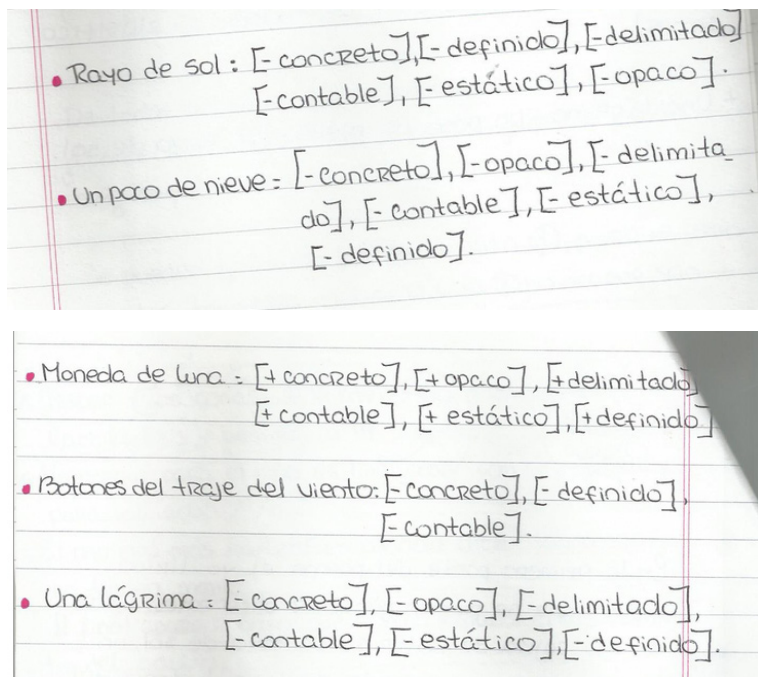 • Rayo de sol: [-concreto], [-definido], [-delimitado]
[-contable], [-estático], [-opaco].
• Un poco de nieve: [-concreto], [-opaco], [-delimita_
do], [-contable], [-estático],
[-definido].
• Moneda de luna: [+concreto], [+opaco], [+delimitado]
[+contable], [+estático], [+definido]
• Botones del traje del viento: [-concreto], [-definido],
[-contable].
• Una lágrima: [-concreto], [-opaco], [-delimitado],
[-contable], [-estático], [-definido].